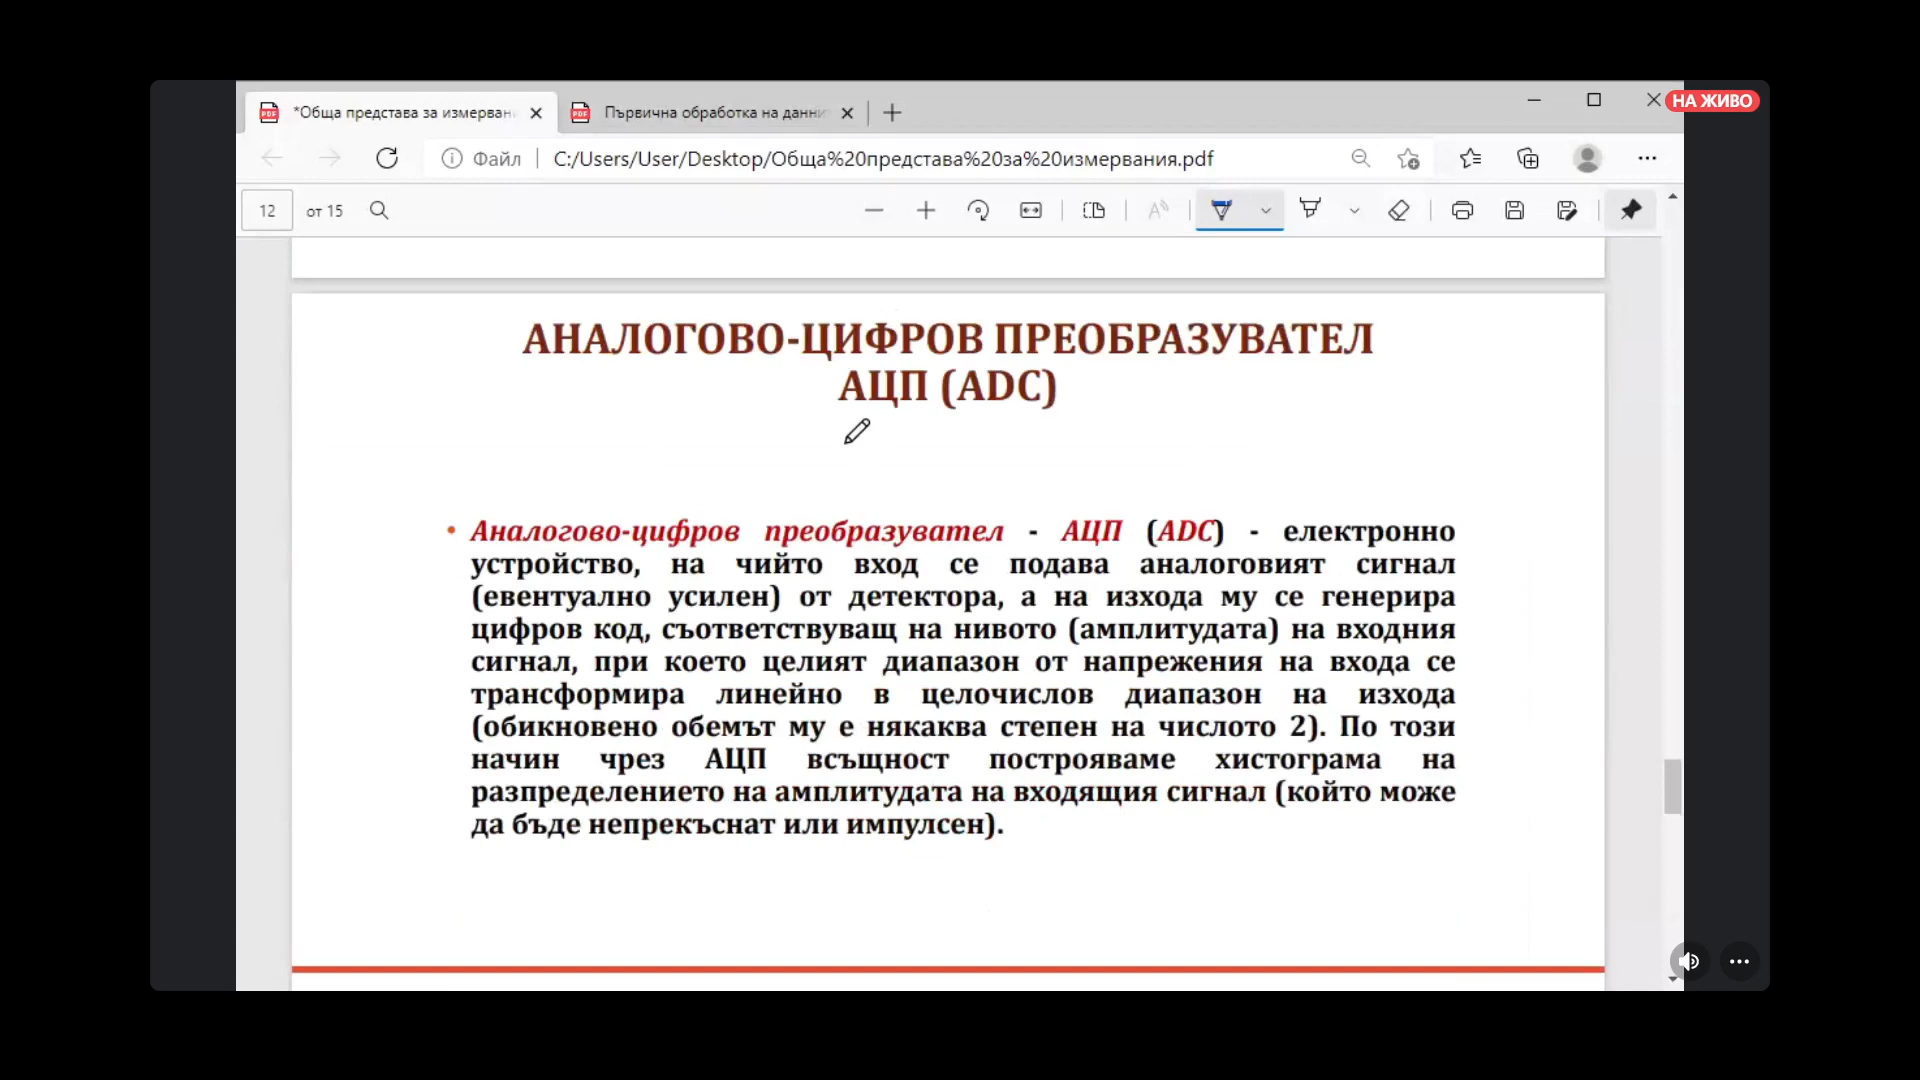 *Обща представа за измерван
Първична обработка на данни
НА ЖИВО
Файл
C:/Users/User/Desktop/Обща%20представа%20за%20измервания.pdf
12 от 15
АНАЛОГОВО-ЦИФРОВ ПРЕОБРАЗУВАТЕЛ
АЦП (ADC)
• Аналогово-цифров преобразувател - АЦП (ADC) - електронно
устройство, на чийто вход се подава аналоговият сигнал
(евентуално усилен) от детектора, а на изхода му се генерира
цифров код, съответствуващ на нивото (амплитудата) на входния
сигнал, при което целият диапазон от напрежения на входа се
трансформира линейно в целочислов диапазон на изхода
(обикновено обемът му е някаква степен на числото 2). По този
начин чрез АЦП всъщност построяваме хистограма на
разпределението на амплитудата на входящия сигнал (който може
да бъде непрекъснат или импулсен).